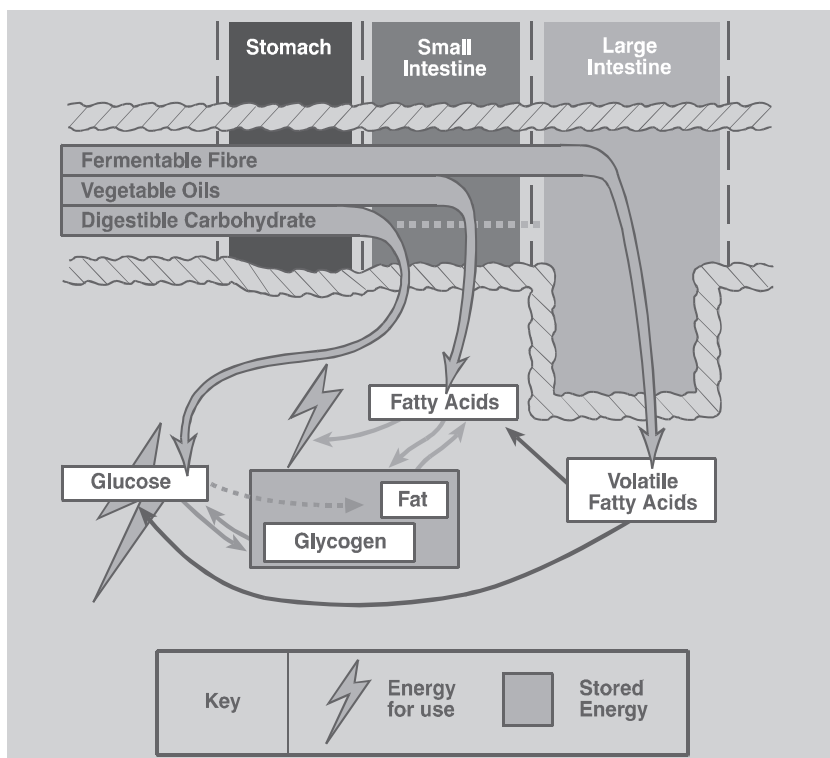 Stomach
Small
Intestine
Large
Intestine
Fermentable Fibre
Vegetable Oils
Digestible Carbohydrate
Fatty Acids
Glucose
Fat
Volatile
Fatty Acids
Glycogen
Key
Energy
for use
Stored
Energy